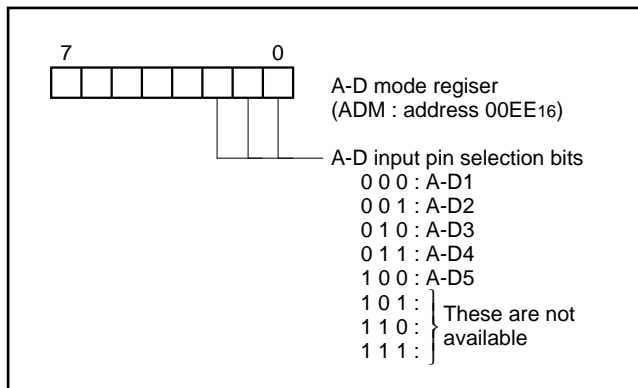 7 0
A-D mode regiser
(ADM : address 00EE16)
A-D input pin selection bits
0 0 0 : A-D1
0 0 1 : A-D2
0 1 0 : A-D3
0 1 1 : A-D4
1 0 0 : A-D5
1 0 1 :
1 1 0 :
1 1 1 :
These are not
available